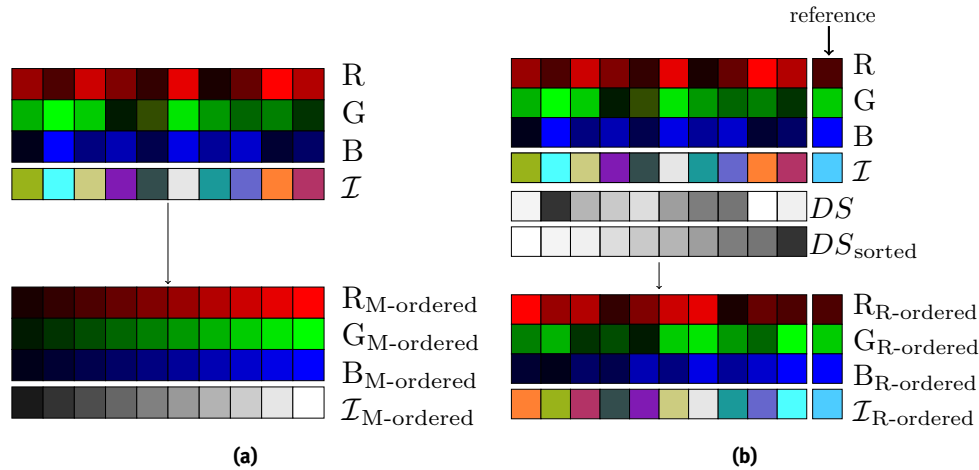 R
G
B
𝓘
R_M-ordered
G_M-ordered
B_M-ordered
𝓘_M-ordered
(a)
reference
R
G
B
𝓘
DS
DS_sorted
R_R-ordered
G_R-ordered
B_R-ordered
𝓘_R-ordered
(b)